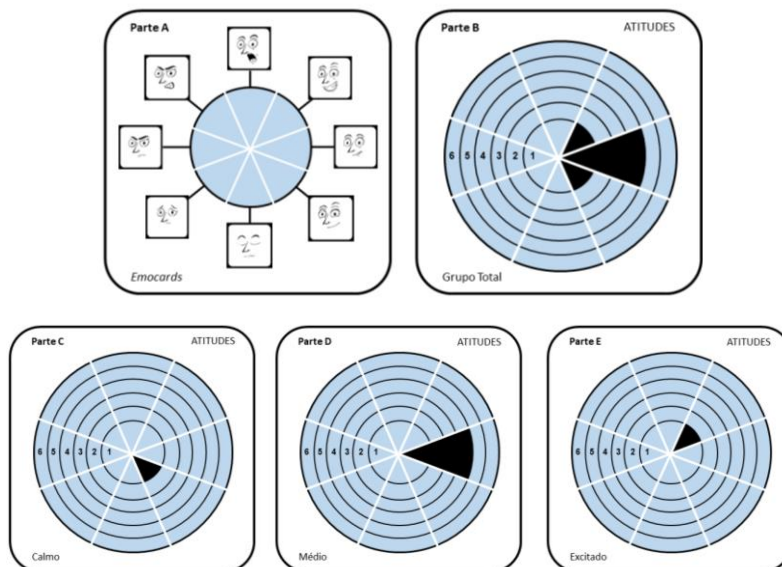 Parte A
Emocards
Parte B ATITUDES
6 5 4 3 2 1
Grupo Total
Parte C ATITUDES
6 5 4 3 2 1
Calmo
Parte D ATITUDES
6 5 4 3 2 1
Médio
Parte E ATITUDES
6 5 4 3 2 1
Excitado